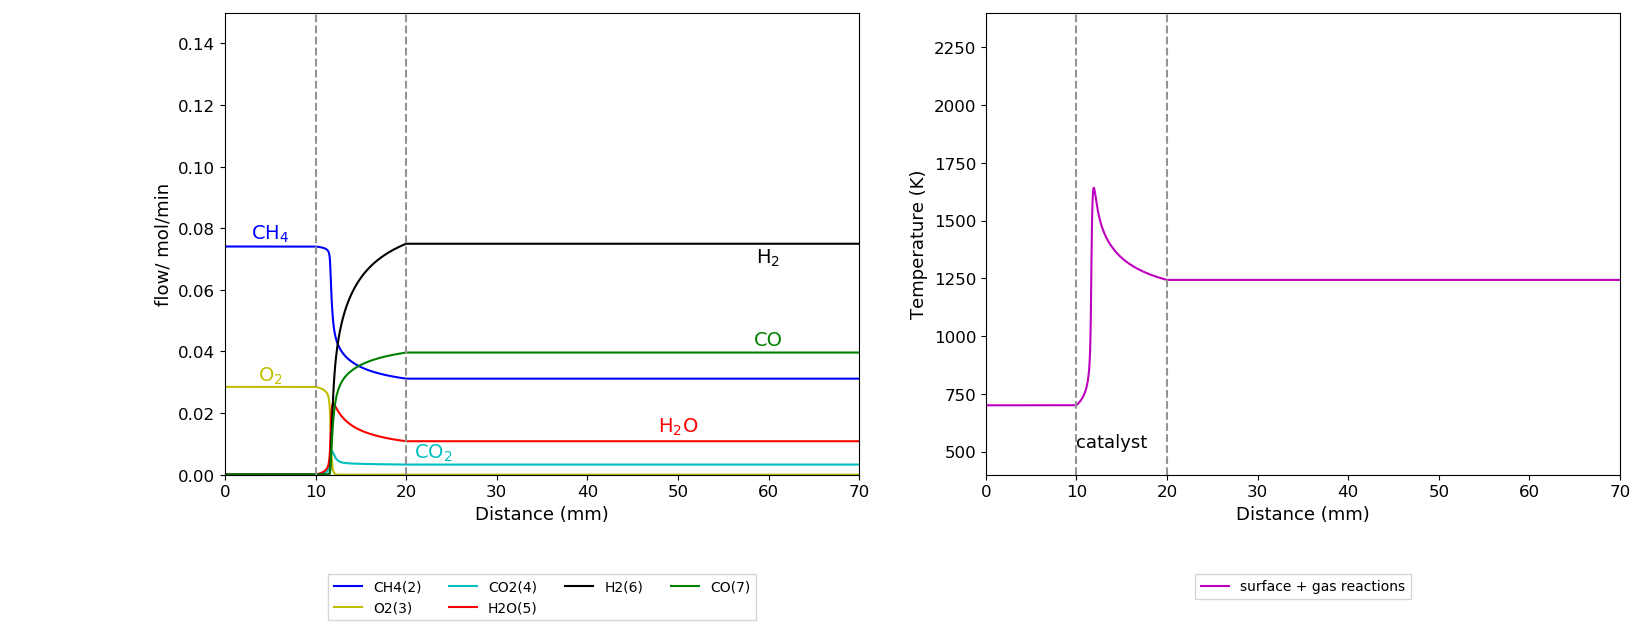 0.14
0.12
0.10
0.08
0.06
0.04
0.02
0.00
flow/ mol/min
CH₄
O₂
H₂
CO
H₂O
CO₂
0 10 20 30 40 50 60 70
Distance (mm)
CH4(2) CO2(4) H2(6) CO(7)
O2(3) H2O(5)
2250
2000
1750
1500
1250
1000
750
500
Temperature (K)
catalyst
0 10 20 30 40 50 60 70
Distance (mm)
surface + gas reactions